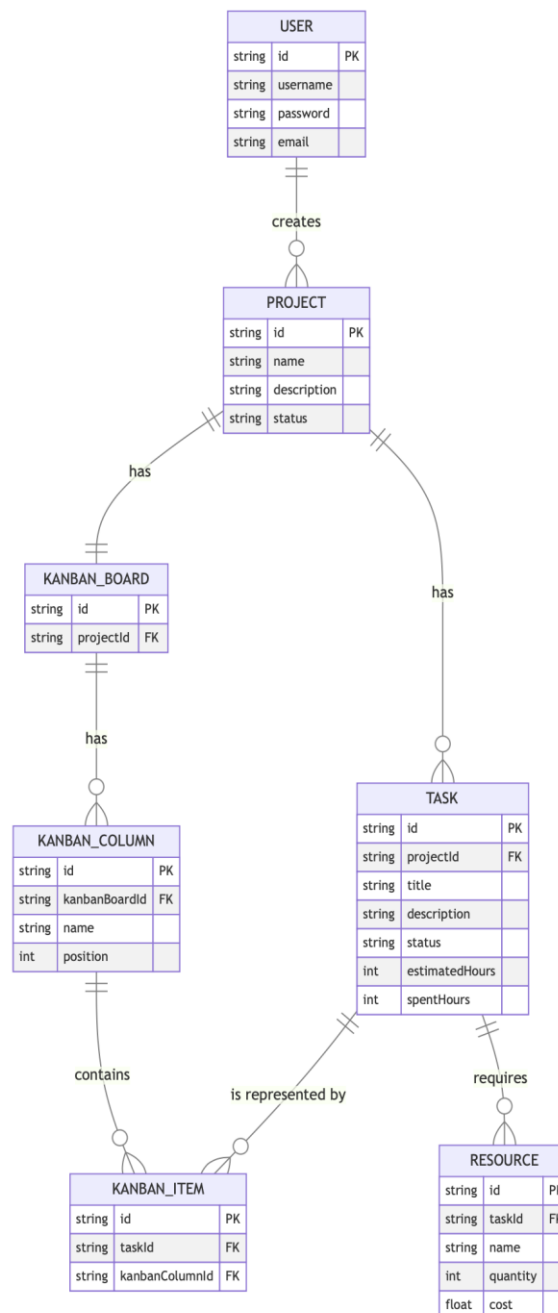 USER
string id PK
string username
string password
string email
creates
PROJECT
string id PK
string name
string description
string status
has
has
KANBAN_BOARD
string id PK
string projectId FK
has
TASK
string id PK
string projectId FK
string title
string description
string status
int estimatedHours
int spentHours
KANBAN_COLUMN
string id PK
string kanbanBoardId FK
string name
int position
contains
is represented by
requires
KANBAN_ITEM
string id PK
string taskId FK
string kanbanColumnId FK
RESOURCE
string id PK
string taskId FK
string name
int quantity
float cost